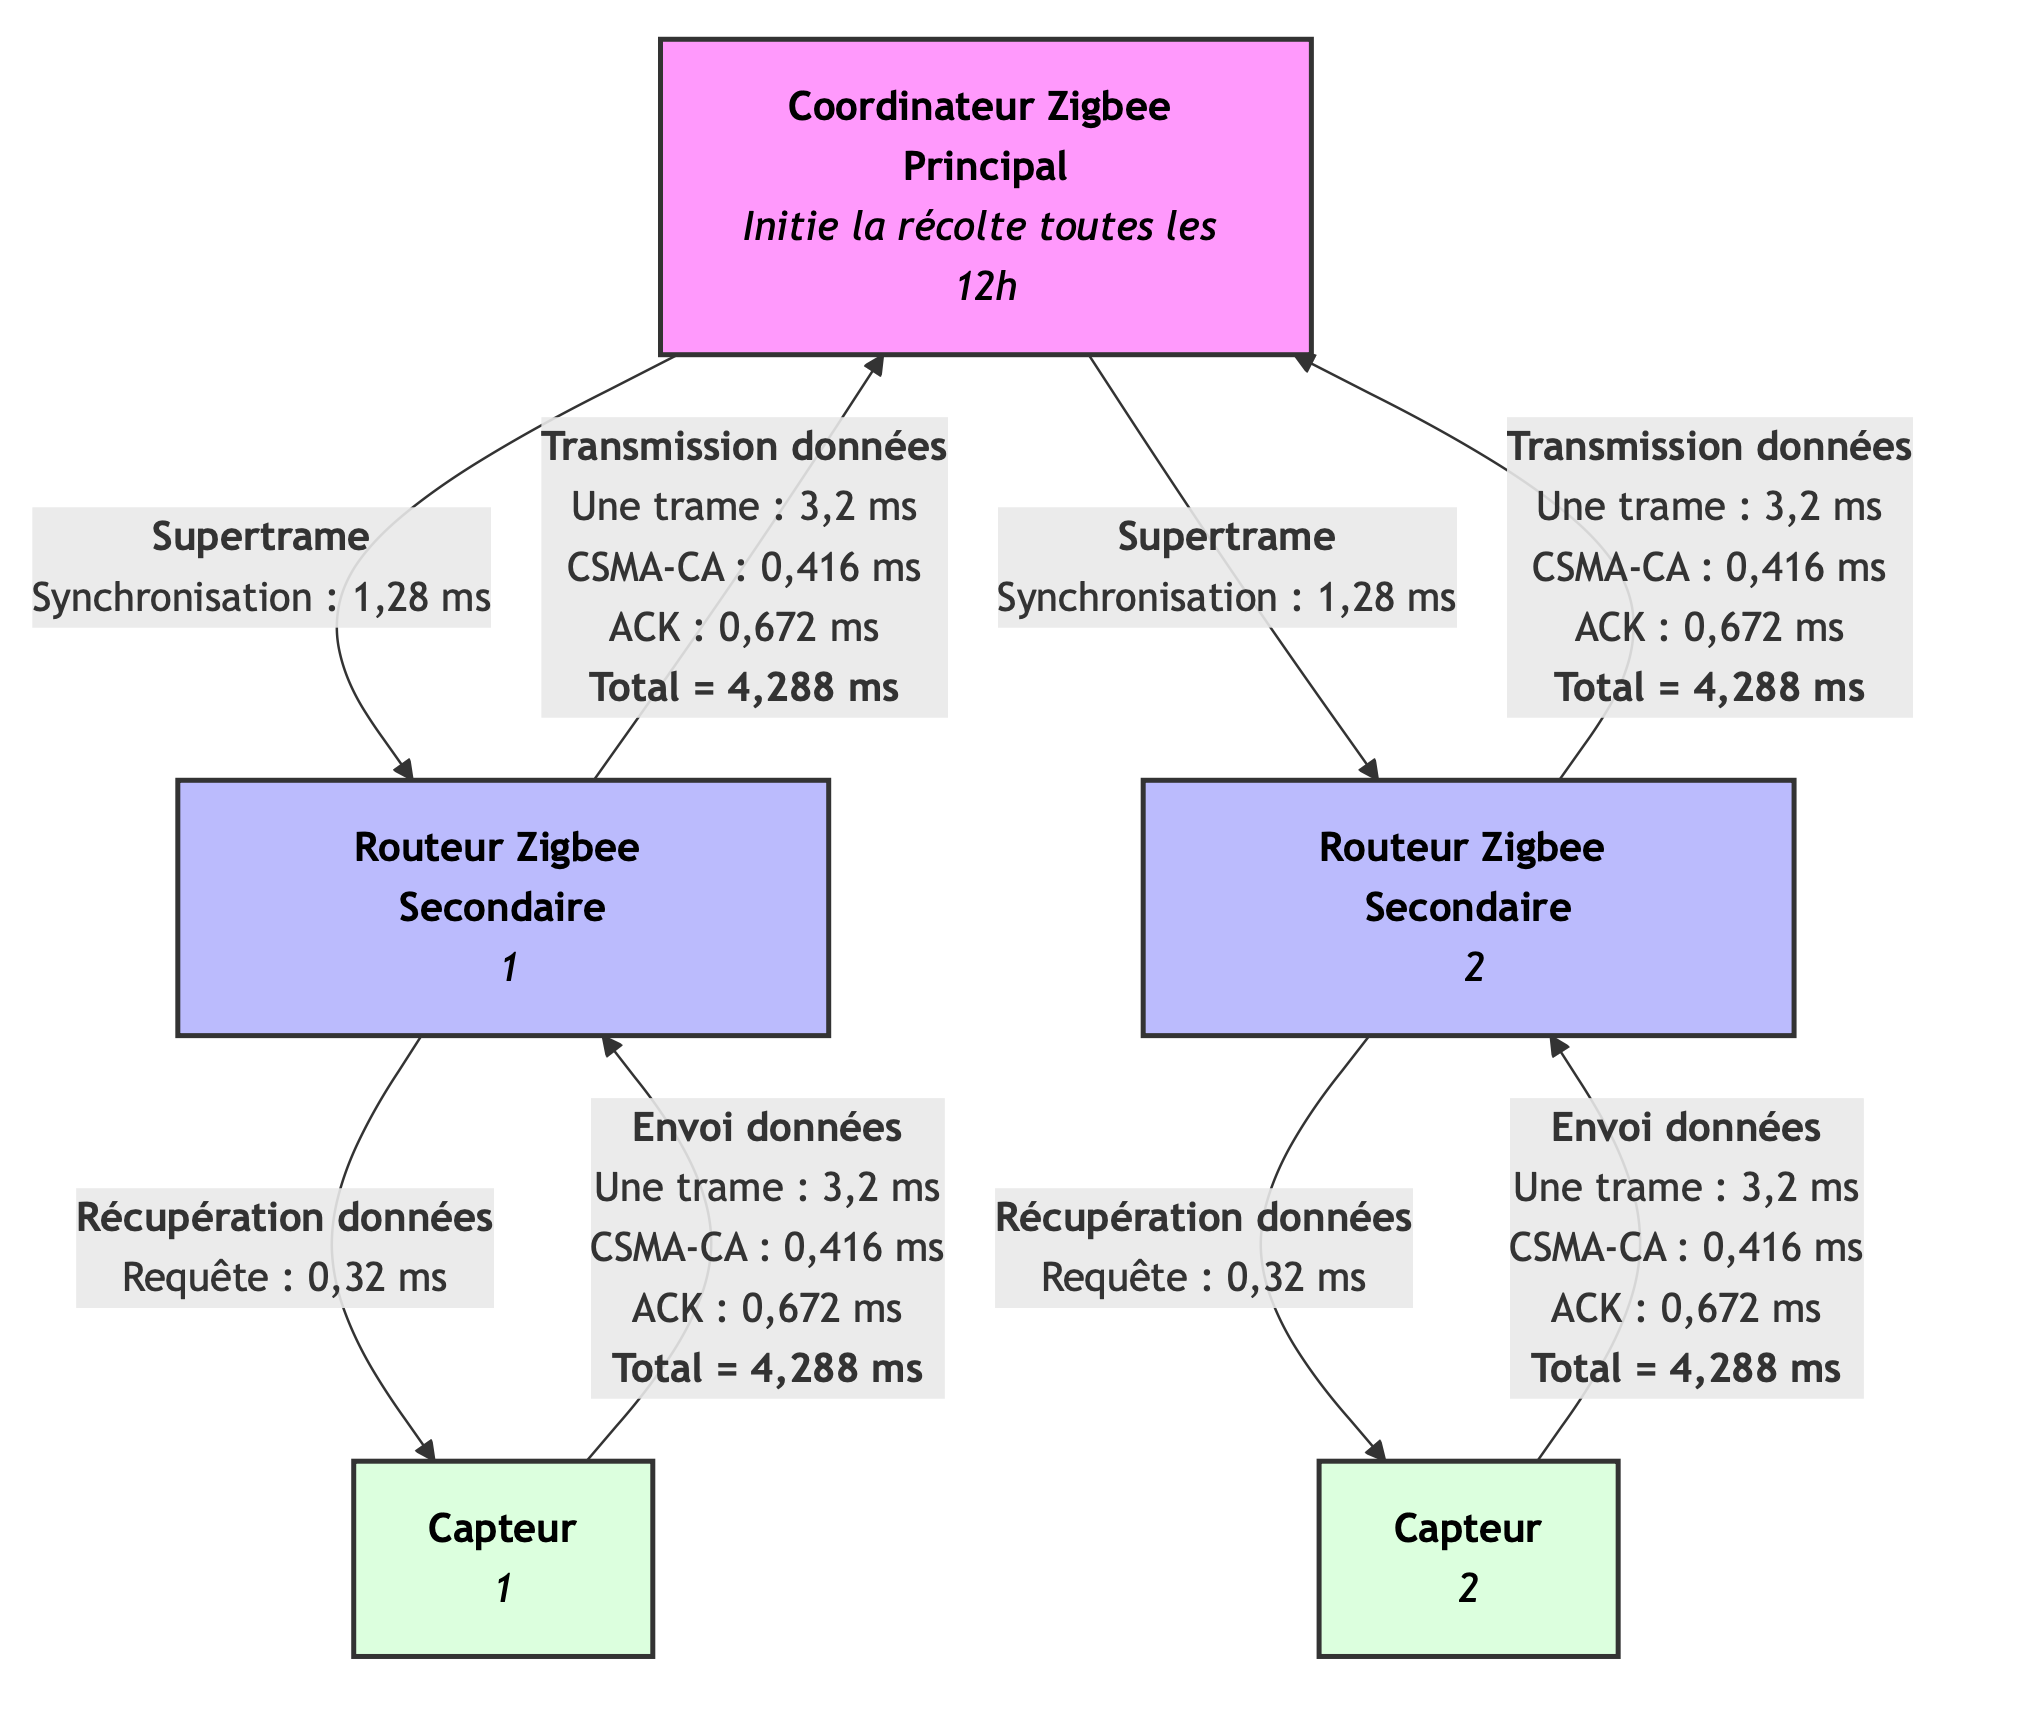 Coordinateur Zigbee
Principal
Initie la récolte toutes les
12h
Supertrame
Synchronisation : 1,28 ms
Transmission données
Une trame : 3,2 ms
CSMA-CA : 0,416 ms
ACK : 0,672 ms
Total = 4,288 ms
Supertrame
Synchronisation : 1,28 ms
Transmission données
Une trame : 3,2 ms
CSMA-CA : 0,416 ms
ACK : 0,672 ms
Total = 4,288 ms
Routeur Zigbee
Secondaire
1
Routeur Zigbee
Secondaire
2
Récupération données
Requête : 0,32 ms
Envoi données
Une trame : 3,2 ms
CSMA-CA : 0,416 ms
ACK : 0,672 ms
Total = 4,288 ms
Récupération données
Requête : 0,32 ms
Envoi données
Une trame : 3,2 ms
CSMA-CA : 0,416 ms
ACK : 0,672 ms
Total = 4,288 ms
Capteur
1
Capteur
2